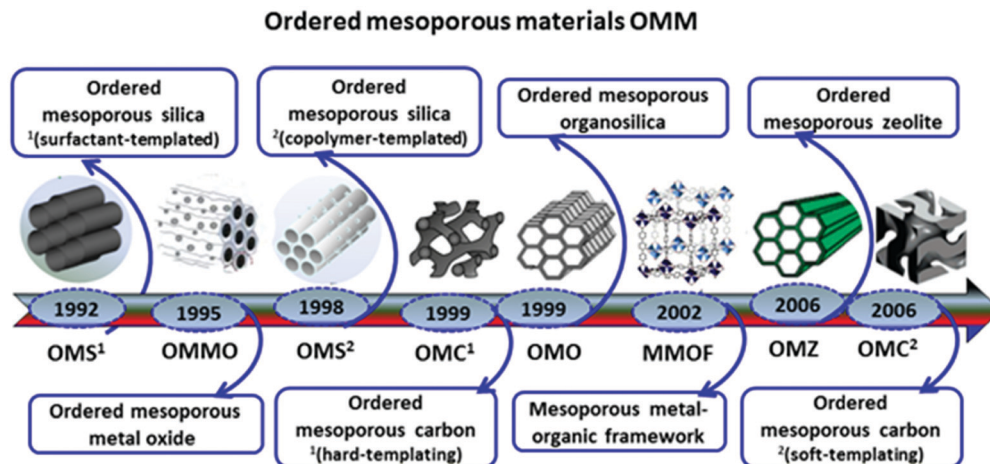 Ordered mesoporous materials OMM
Ordered
mesoporous silica
¹(surfactant-templated)
Ordered
mesoporous silica
²(copolymer-templated)
Ordered mesoporous
organosilica
Ordered
mesoporous zeolite
1992
1995
1998
1999
1999
2002
2006
2006
OMS¹
OMMO
OMS²
OMC¹
OMO
MMOF
OMZ
OMC²
Ordered mesoporous
metal oxide
Ordered
mesoporous carbon
¹(hard-templating)
Mesoporous metal-
organic framework
Ordered
mesoporous carbon
²(soft-templating)